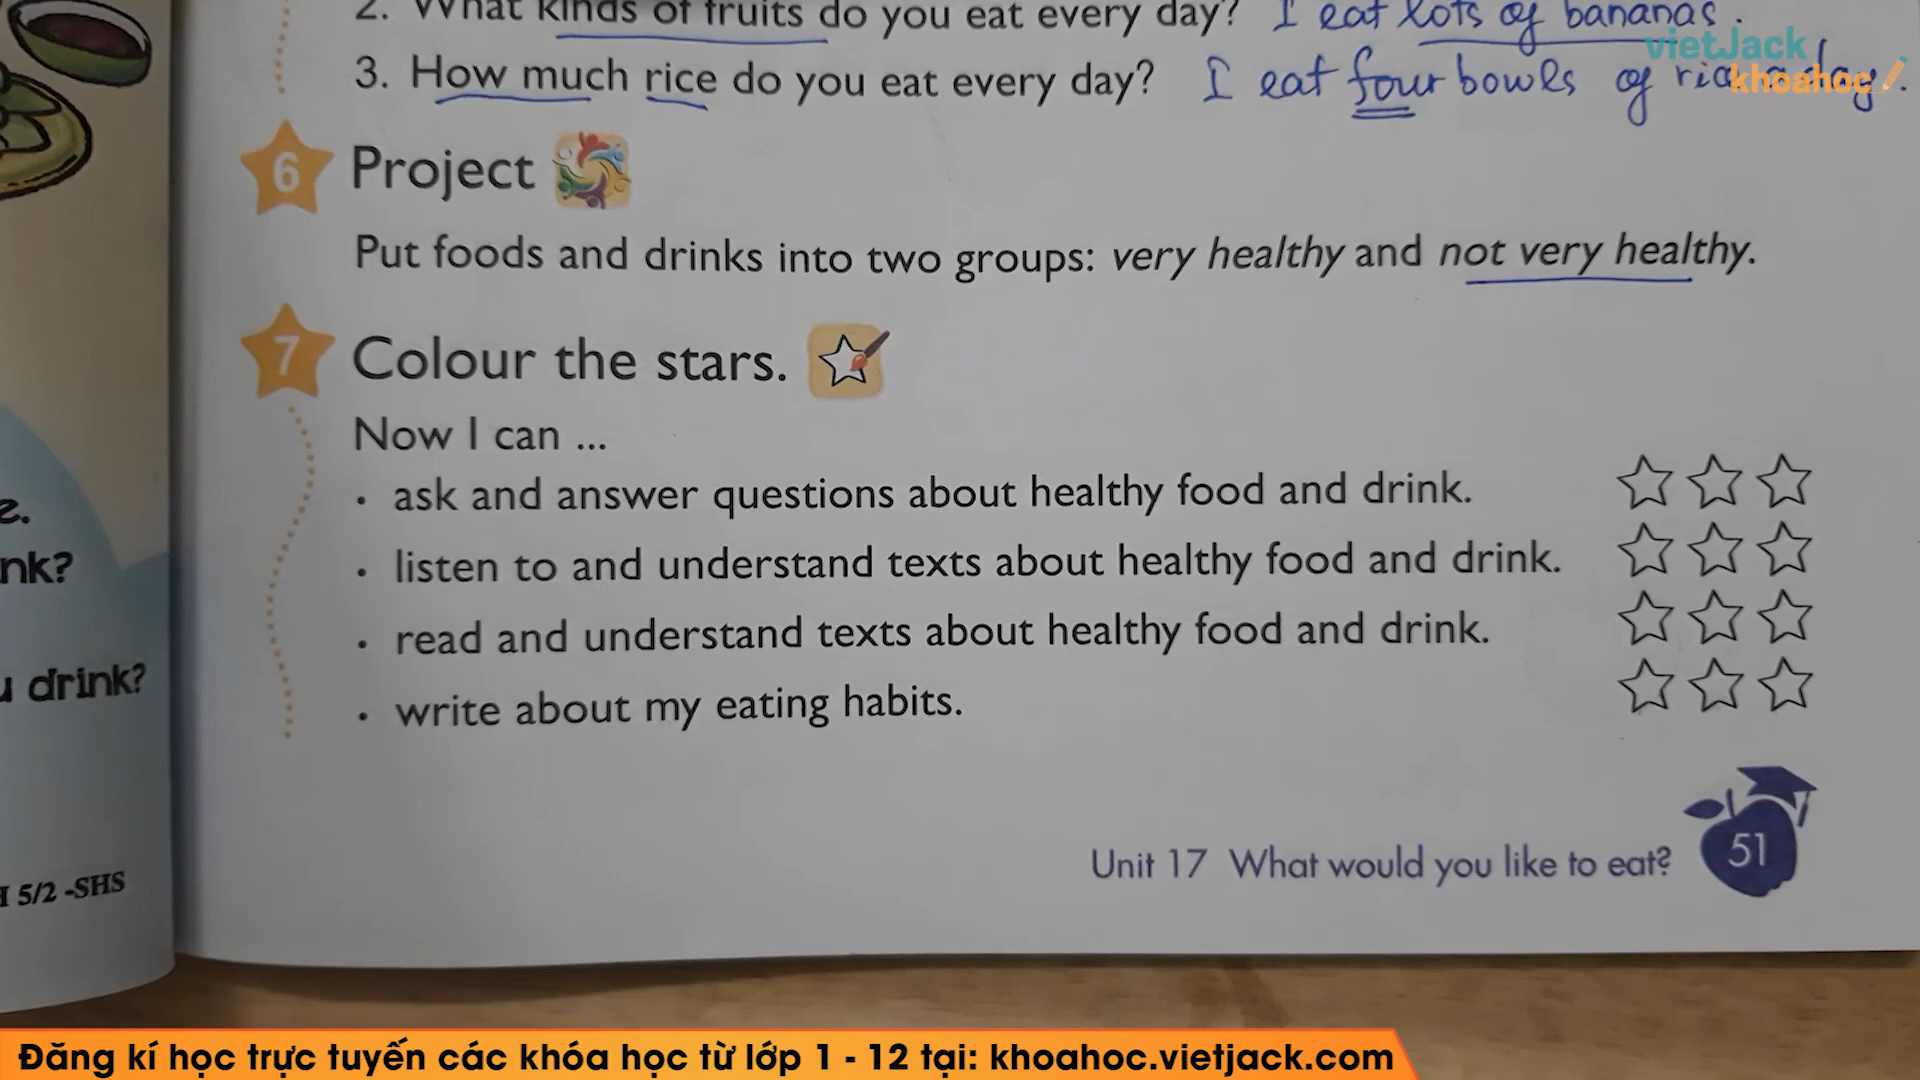 2. What kinds of fruits do you eat every day? I eat lots of bananas.
3. How much rice do you eat every day? I eat four bowls of rice a day.
vietJack
khoahoc
6 Project
Put foods and drinks into two groups: very healthy and not very healthy.
7 Colour the stars.
Now I can ...
• ask and answer questions about healthy food and drink.
• listen to and understand texts about healthy food and drink.
• read and understand texts about healthy food and drink.
• write about my eating habits.
nk?
drink?
5/2 -SHS
Unit 17 What would you like to eat? 51
Đăng kí học trực tuyến các khóa học từ lớp 1 - 12 tại: khoahoc.vietjack.com